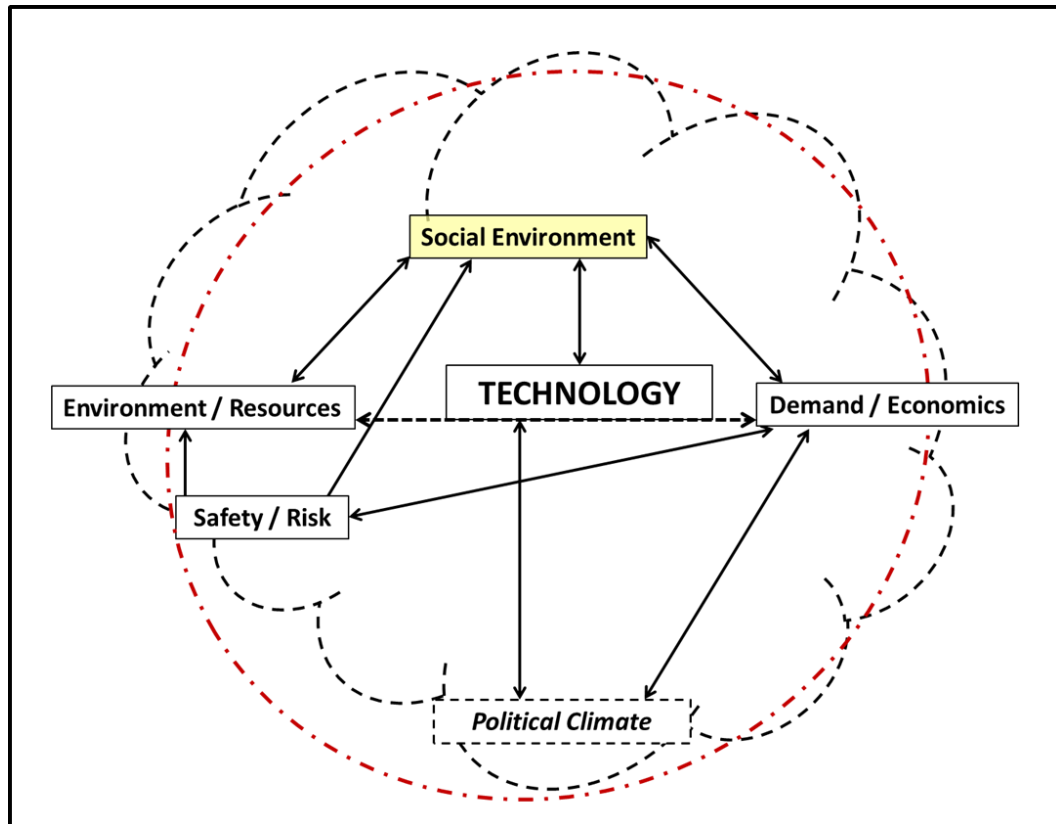 Social Environment
TECHNOLOGY
Environment / Resources
Demand / Economics
Safety / Risk
Political Climate